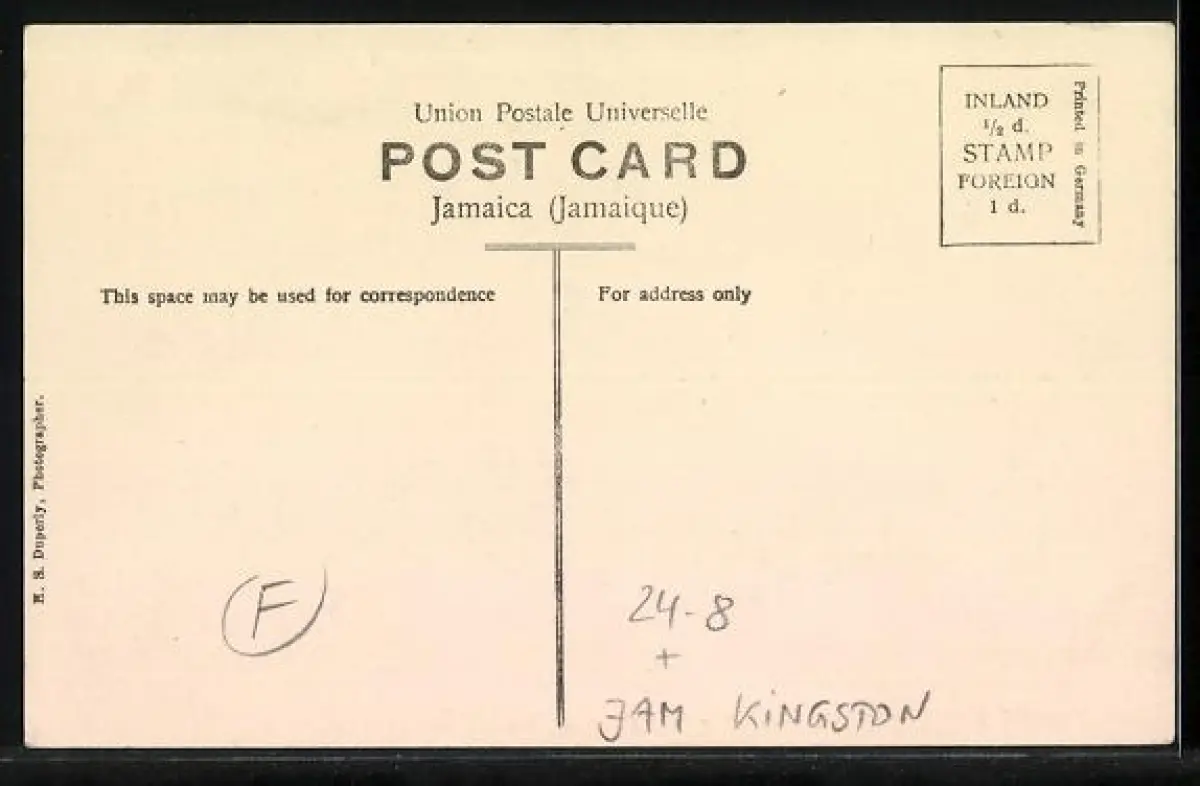 Union Postale Universelle
POST CARD
Jamaica (Jamaique)
INLAND
1/2 d.
STAMP
FOREIGN
1 d.
Printed in Germany
This space may be used for correspondence
For address only
H. S. Duperly, Photographer.
F
24-8
+
JAM - KINGSTON